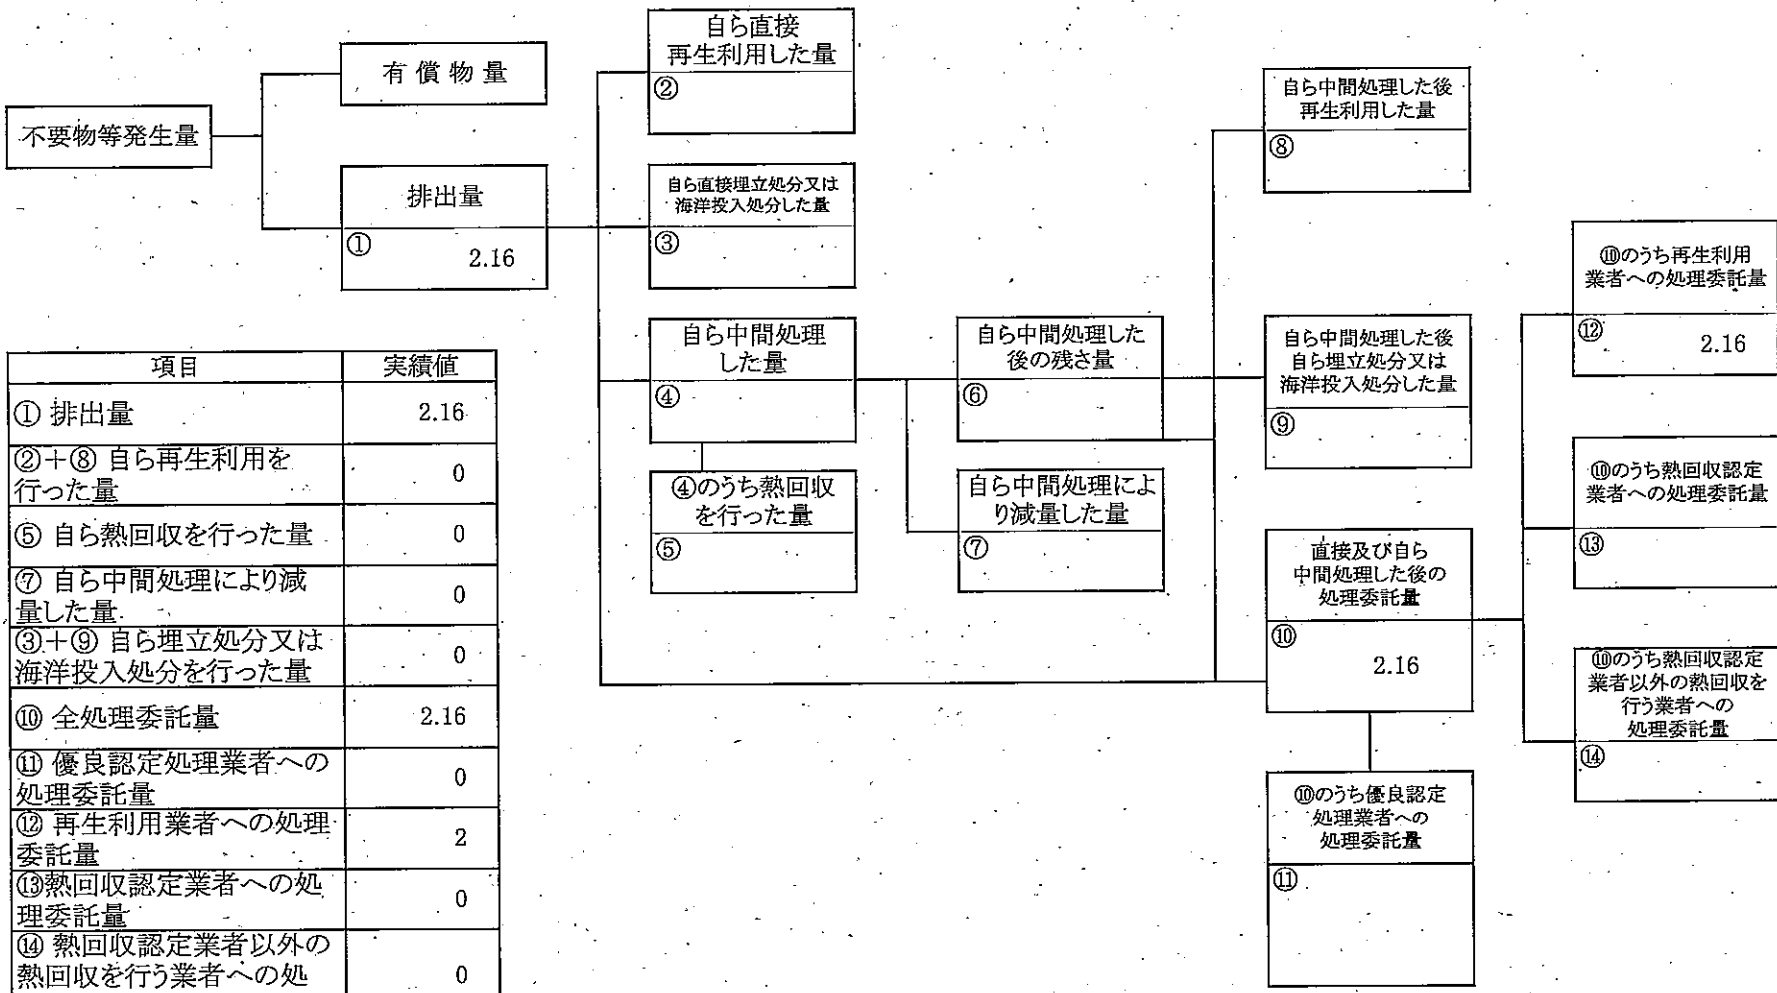 不要物等発生量
有償物量
排出量
①
2.16
自ら直接
再生利用した量
②
自ら直接埋立処分又は
海洋投入処分した量
③
自ら中間処理
した量
④
④のうち熱回収
を行った量
⑤
自ら中間処理した
後の残さ量
⑥
自ら中間処理によ
り減量した量
⑦
自ら中間処理した後
再生利用した量
⑧
自ら中間処理した後
自ら埋立処分又は
海洋投入処分した量
⑨
直接及び自ら
中間処理した後の
処理委託量
⑩
2.16
⑩のうち優良認定
処理業者への
処理委託量
⑪
⑩のうち再生利用
業者への処理委託量
⑫
2.16
⑩のうち熱回収認定
業者への処理委託量
⑬
⑩のうち熱回収認定
業者以外の熱回収を
行う業者への
処理委託量
⑭
項目 実績値
① 排出量 2.16
②+⑧ 自ら再生利用を
行った量 0
⑤ 自ら熱回収を行った量 0
⑦ 自ら中間処理により減
量した量 0
③+⑨ 自ら埋立処分又は
海洋投入処分を行った量 0
⑩ 全処理委託量 2.16
⑪ 優良認定処理業者への
処理委託量 0
⑫ 再生利用業者への処理
委託量 2
⑬熱回収認定業者への処
理委託量 0
⑭ 熱回収認定業者以外の
熱回収を行う業者への処 0